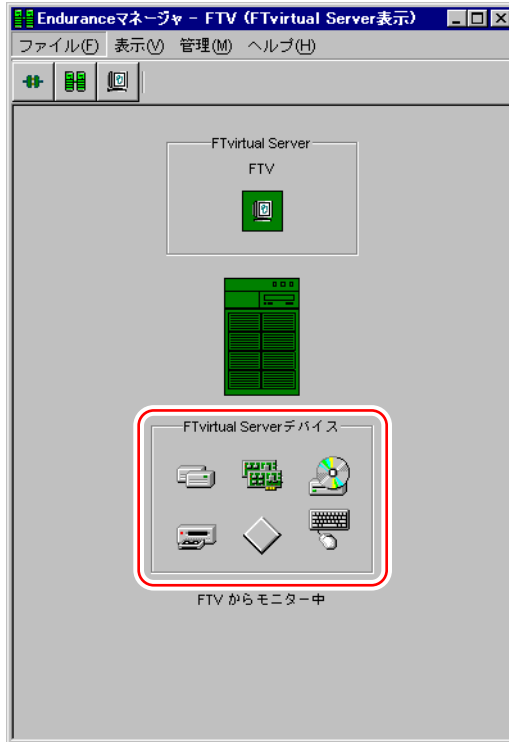 Enduranceマネージャ - FTV (FTvirtual Server表示)
ファイル(F) 表示(V) 管理(M) ヘルプ(H)
FTvirtual Server
FTV
FTvirtual Serverデバイス
FTV からモニター中